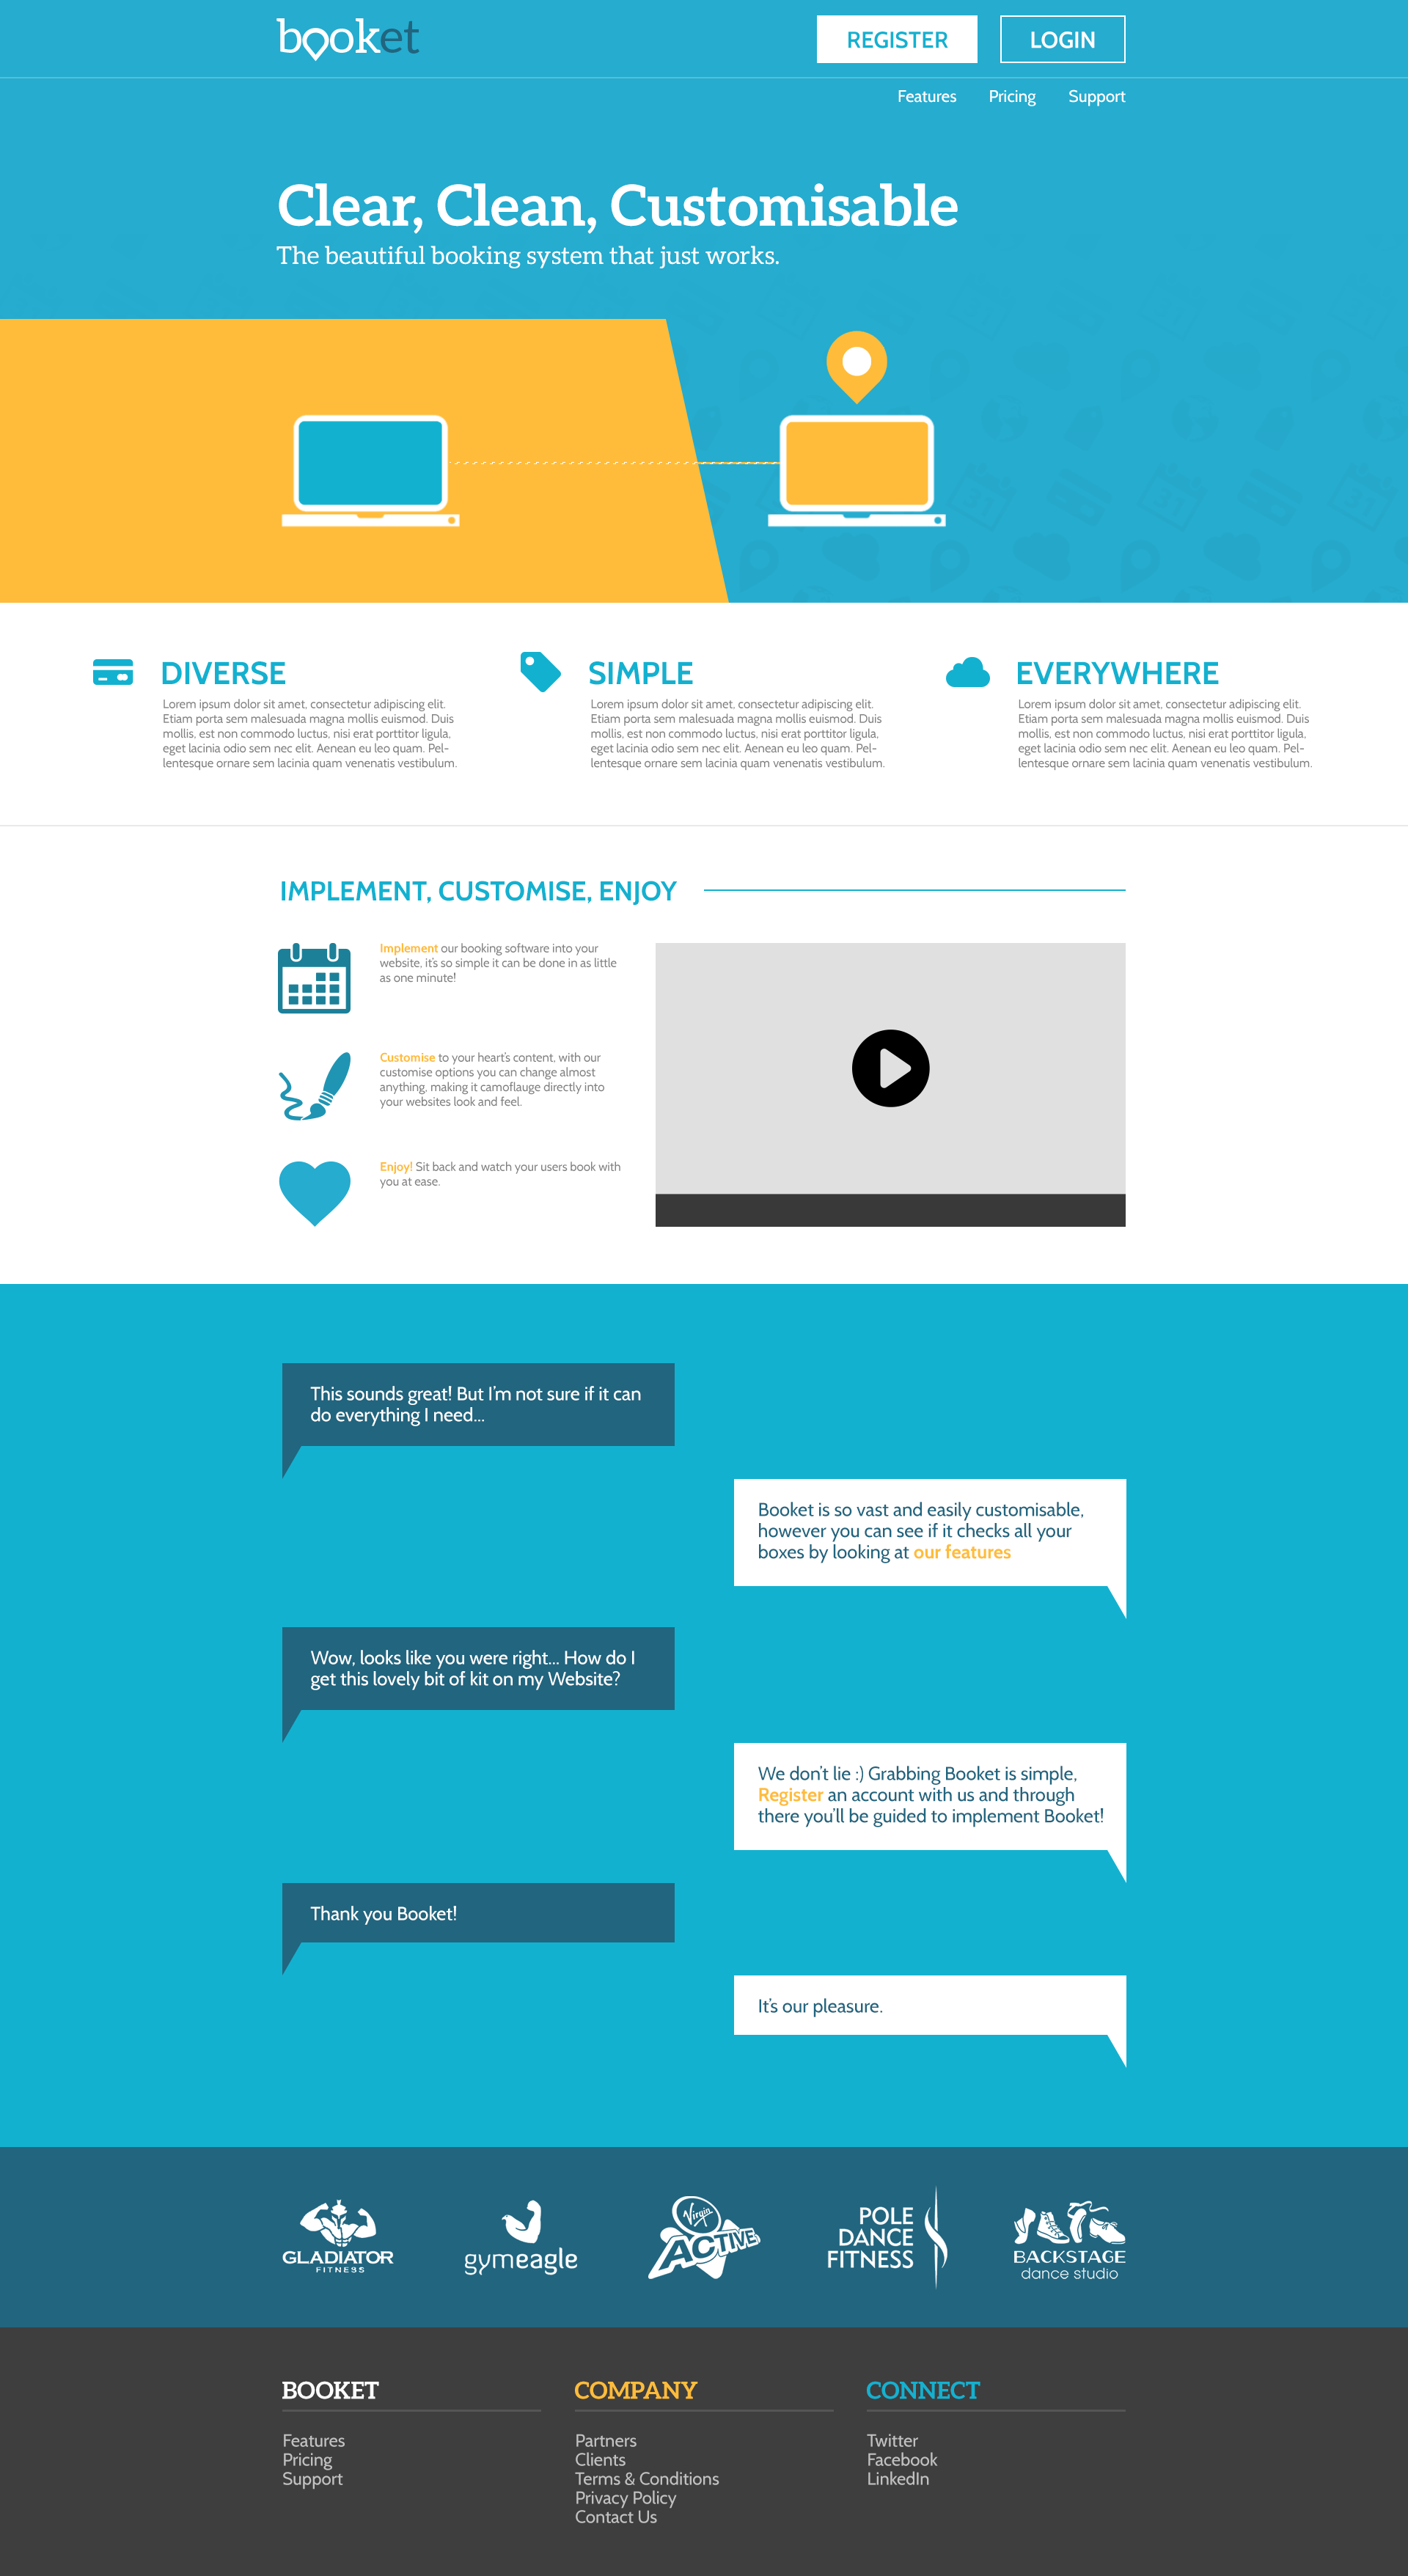 booket
REGISTER
LOGIN
Features
Pricing
Support
Clear, Clean, Customisable
The beautiful booking system that just works.
DIVERSE
Lorem ipsum dolor sit amet, consectetur adipiscing elit.
Etiam porta sem malesuada magna mollis euismod. Duis
mollis, est non commodo luctus, nisi erat porttitor ligula,
eget lacinia odio sem nec elit. Aenean eu leo quam. Pel-
lentesque ornare sem lacinia quam venenatis vestibulum.
SIMPLE
Lorem ipsum dolor sit amet, consectetur adipiscing elit.
Etiam porta sem malesuada magna mollis euismod. Duis
mollis, est non commodo luctus, nisi erat porttitor ligula,
eget lacinia odio sem nec elit. Aenean eu leo quam. Pel-
lentesque ornare sem lacinia quam venenatis vestibulum.
EVERYWHERE
Lorem ipsum dolor sit amet, consectetur adipiscing elit.
Etiam porta sem malesuada magna mollis euismod. Duis
mollis, est non commodo luctus, nisi erat porttitor ligula,
eget lacinia odio sem nec elit. Aenean eu leo quam. Pel-
lentesque ornare sem lacinia quam venenatis vestibulum.
IMPLEMENT, CUSTOMISE, ENJOY
Implement our booking software into your
website, it's so simple it can be done in as little
as one minute!
Customise to your heart's content, with our
customise options you can change almost
anything, making it camoflauge directly into
your websites look and feel.
Enjoy! Sit back and watch your users book with
you at ease.
This sounds great! But I'm not sure if it can
do everything I need...
Booket is so vast and easily customisable,
however you can see if it checks all your
boxes by looking at our features
Wow, looks like you were right... How do I
get this lovely bit of kit on my Website?
We don't lie :) Grabbing Booket is simple,
Register an account with us and through
there you'll be guided to implement Booket!
Thank you Booket!
It's our pleasure.
GLADIATOR
FITNESS
gymeagle
Virgin
ACTIVE
POLE
DANCE
FITNESS
BACKSTAGE
dance studio
BOOKET
Features
Pricing
Support
COMPANY
Partners
Clients
Terms & Conditions
Privacy Policy
Contact Us
CONNECT
Twitter
Facebook
LinkedIn